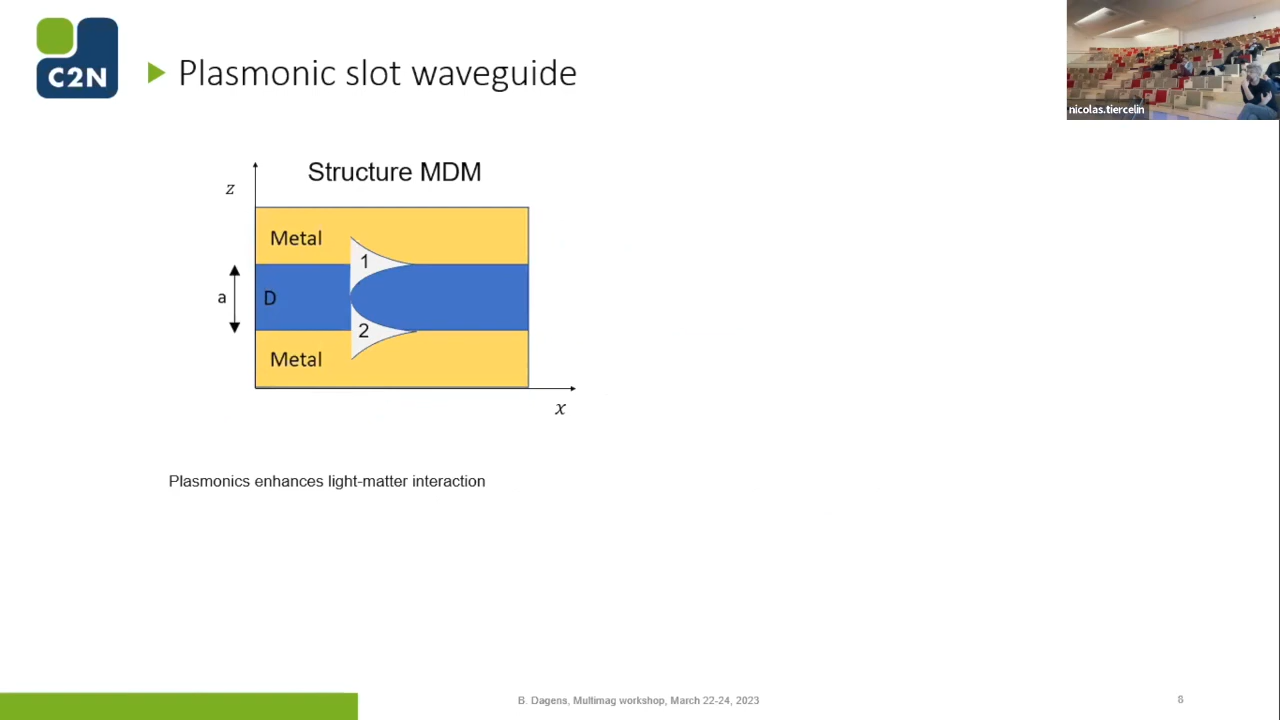 C2N
Plasmonic slot waveguide
nicolas.tiercelin
Structure MDM
z
Metal
1
a
D
2
Metal
x
Plasmonics enhances light-matter interaction
B. Dagens, Multimag workshop, March 22-24, 2023
8